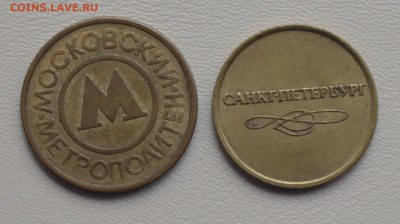 COINS.LAVE.RU
МОСКОВСКИЙ
М
МЕТРОПОЛИТЕН
САНКТ-ПЕТЕРБУРГ